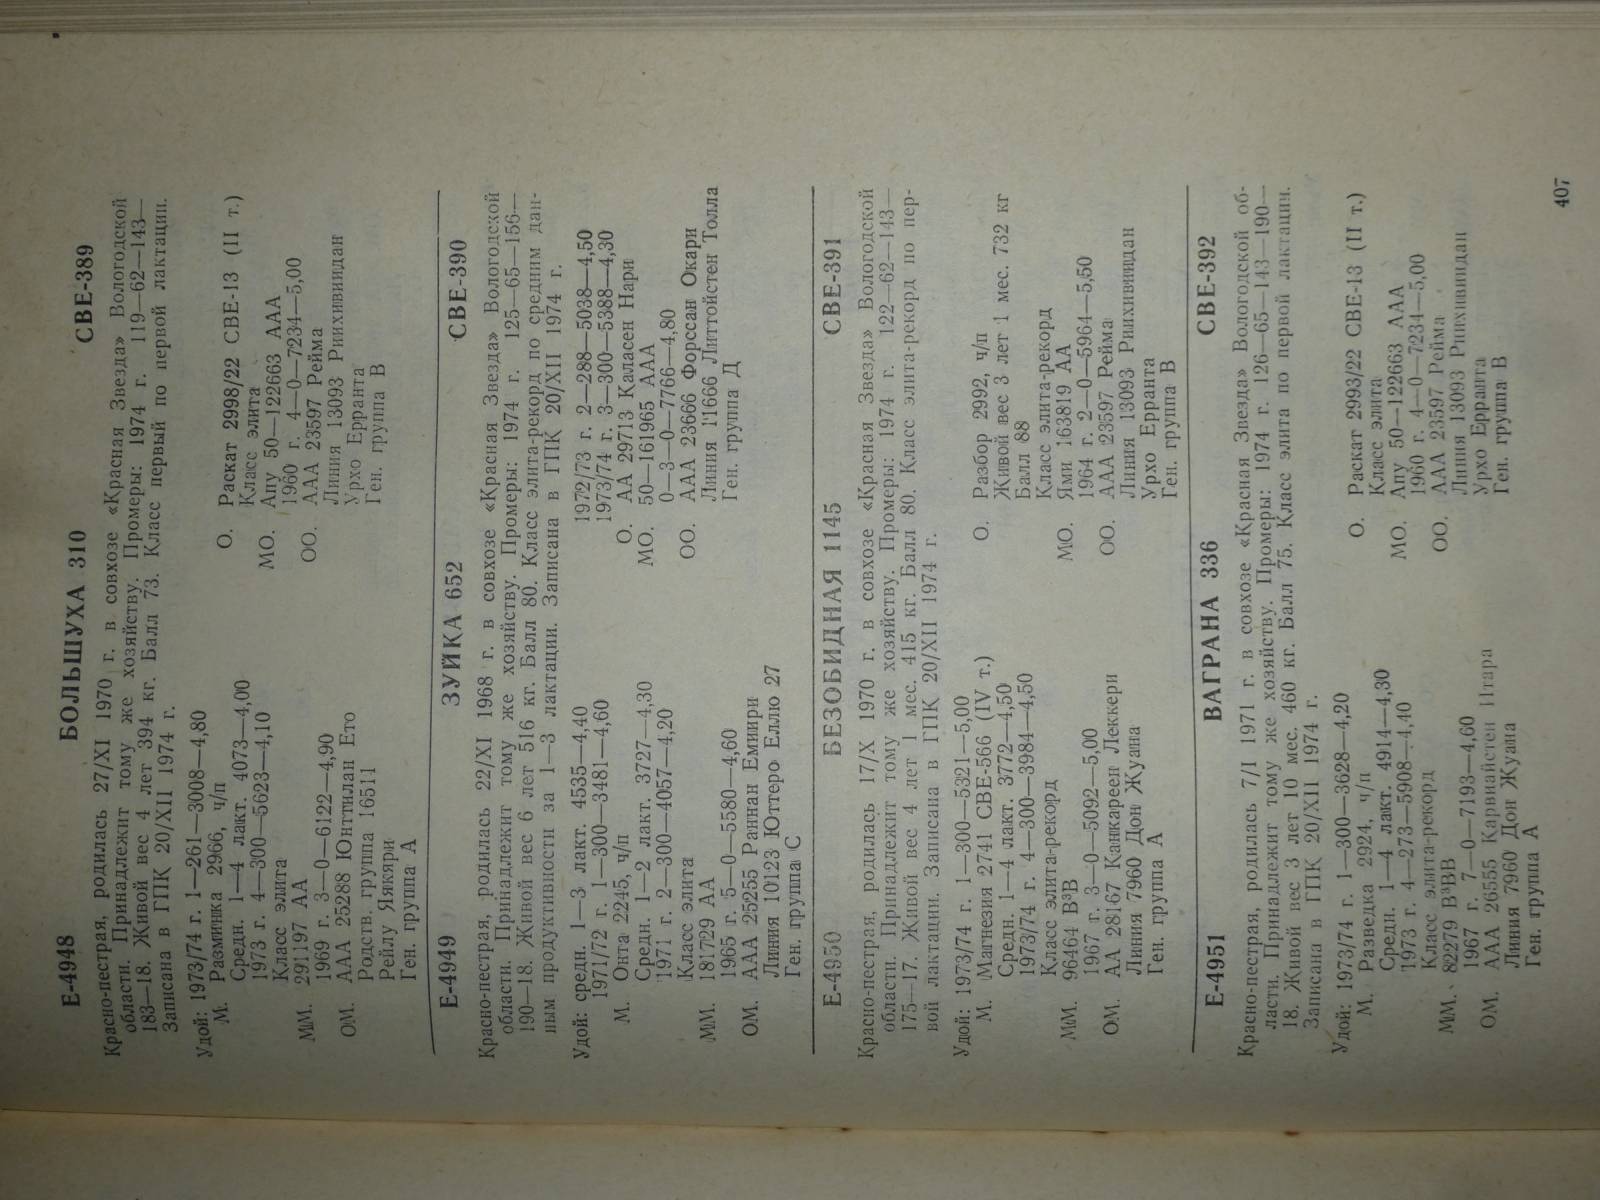 Е-4948 БОЛЬШУХА 310 СВЕ-389
Красно-пестрая, родилась 27/XI 1970 г. в совхозе «Красная Звезда» Вологодской
области. Принадлежит тому же хозяйству. Промеры: 1974 г. 119—62—143—
183—18. Живой вес 4 лет 394 кг. Балл 73. Класс первый по первой лактации.
Записана в ГПК 20/XII 1974 г.
Удой: 1973/74 г. 1—261—3008—4,80
М. Разминка 2966, ч/п
Средн. 1—4 лакт. 4073—4,00
1973 г. 4—300—5623—4,10
Класс элита
ММ. 291197 АА
1969 г. 3—0—6122—4,90
ОМ. ААА 25288 Юнттилан Ето
Родств. группа 16511
Рейлу Яякяри
Ген. группа А
О. Раскат 2998/22 СВЕ-13 (II т.)
Класс элита
МО. Апу 50—122663 ААА
1960 г. 4—0—7234—5,00
ОО. ААА 23597 Рейма
Линия 13093 Риихивиидан
Урхо Ерранта
Ген. группа В
Е-4949 ЗУЙКА 652 СВЕ-390
Красно-пестрая, родилась 22/XI 1968 г. в совхозе «Красная Звезда» Вологодской
области. Принадлежит тому же хозяйству. Промеры: 1974 г. 125—65—156—
190—18. Живой вес 6 лет 516 кг. Балл 80. Класс элита-рекорд по средним дан-
ным продуктивности за 1—3 лактации. Записана в ГПК 20/XII 1974 г.
Удой: средн. 1—3 лакт. 4535—4,40
1971/72 г. 1—300—3481—4,60
М. Онта 2245, ч/п
Средн. 1—2 лакт. 3727—4,30
1971 г. 2—300—4057—4,20
Класс элита
ММ. 181729 АА
1965 г. 5—0—5580—4,60
ОМ. ААА 25255 Раннан Емиири
Линия 10123 Юттеро Еллю 27
Ген. группа С
1972/73 г. 2—288—5038—4,50
1973/74 г. 3—300—5388—4,30
О. АА 29713 Каласен Нари
МО. 50—161965 ААА
0—3—0—7766—4,80
ОО. ААА 23666 Форссан Окари
Линия 11666 Литтойстен Толла
Ген. группа Д
Е-4950 БЕЗОБИДНАЯ 1145 СВЕ-391
Красно-пестрая, родилась 17/X 1970 г. в совхозе «Красная Звезда» Вологодской
области. Принадлежит тому же хозяйству. Промеры: 1974 г. 122—62—143—
175—17. Живой вес 4 лет 1 мес. 415 кг. Балл 80. Класс элита-рекорд по пер-
вой лактации. Записана в ГПК 20/XII 1974 г.
Удой: 1973/74 г. 1—300—5321—5,00
М. Магнезия 2741 СВЕ-566 (IV т.)
Средн. 1—4 лакт. 3772—4,50
1973/74 г. 4—300—3984—4,50
Класс элита-рекорд
ММ. 96464 ВᵃВ
1967 г. 3—0—5092—5,00
ОМ. АА 28167 Канкареен Леккери
Линия 7960 Дон Жуана
Ген. группа А
О. Разбор 2992, ч/п
Живой вес 3 лет 1 мес. 732 кг
Балл 88
Класс элита-рекорд
МО. Ями 163819 АА
1964 г. 2—0—5964—5,50
ОО. ААА 23597 Рейма
Линия 13093 Риихивиидан
Урхо Ерранта
Ген. группа В
Е-4951 ВАГРАНА 336 СВЕ-392
Красно-пестрая, родилась 7/I 1971 г. в совхозе «Красная Звезда» Вологодской об-
ласти. Принадлежит тому же хозяйству. Промеры: 1974 г. 126—65—143—190—
18. Живой вес 3 лет 10 мес. 460 кг. Балл 75. Класс элита по первой лактации.
Записана в ГПК 20/XII 1974 г.
Удой: 1973/74 г. 1—300—3628—4,20
М. Разведка 2924, ч/п
Средн. 1—4 лакт. 4914—4,30
1973 г. 4—273—5908—4,40
Класс элита-рекорд
ММ. 82279 ВᵃВВ
1967 г. 7—0—7193—4,60
ОМ. ААА 26555 Карвиайстен Итара
Линия 7960 Дон Жуана
Ген. группа А
О. Раскат 2993/22 СВЕ-13 (II т.)
Класс элита
МО. Апу 50—122663 ААА
1960 г. 4—0—7234—5,00
ОО. ААА 23597 Рейма
Линия 13093 Риихивиидан
Урхо Ерранта
Ген. группа В
407